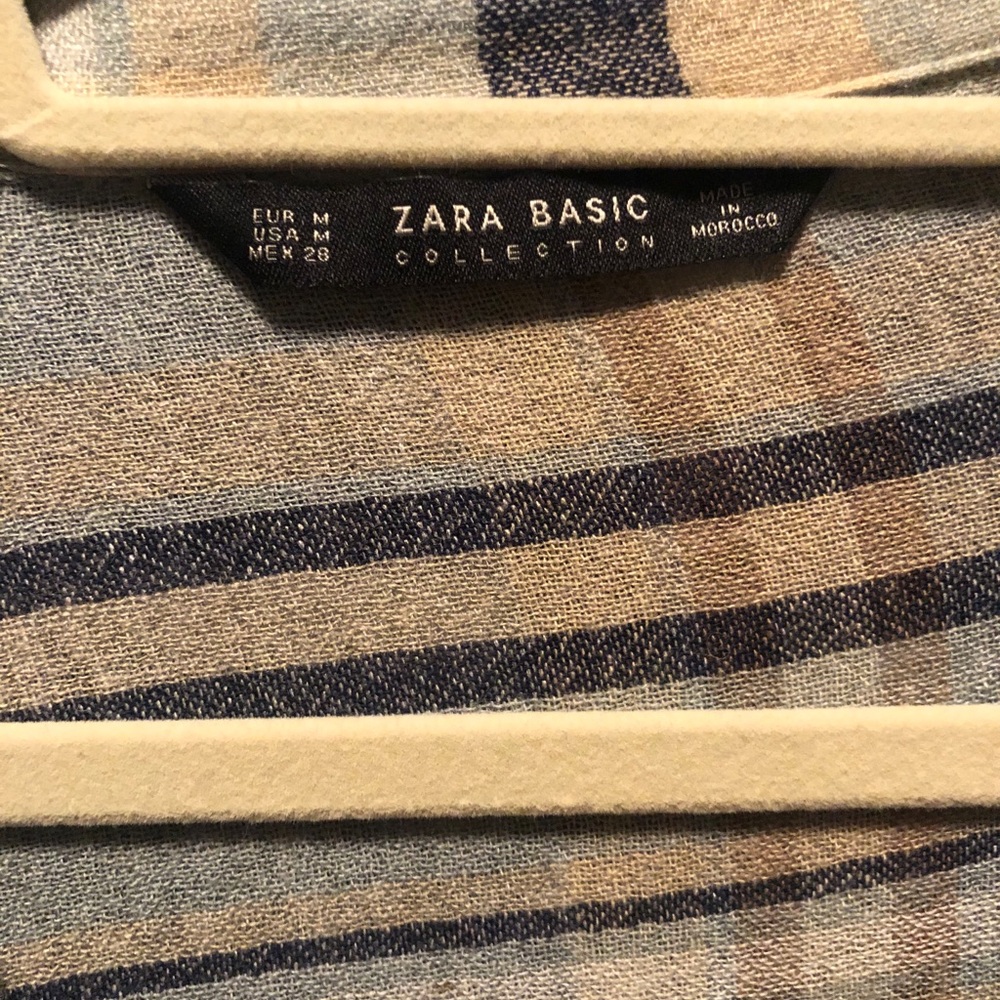 EUR M
USA M
MEX 28
ZARA BASIC
COLLECTION
MADE
IN
MOROCCO